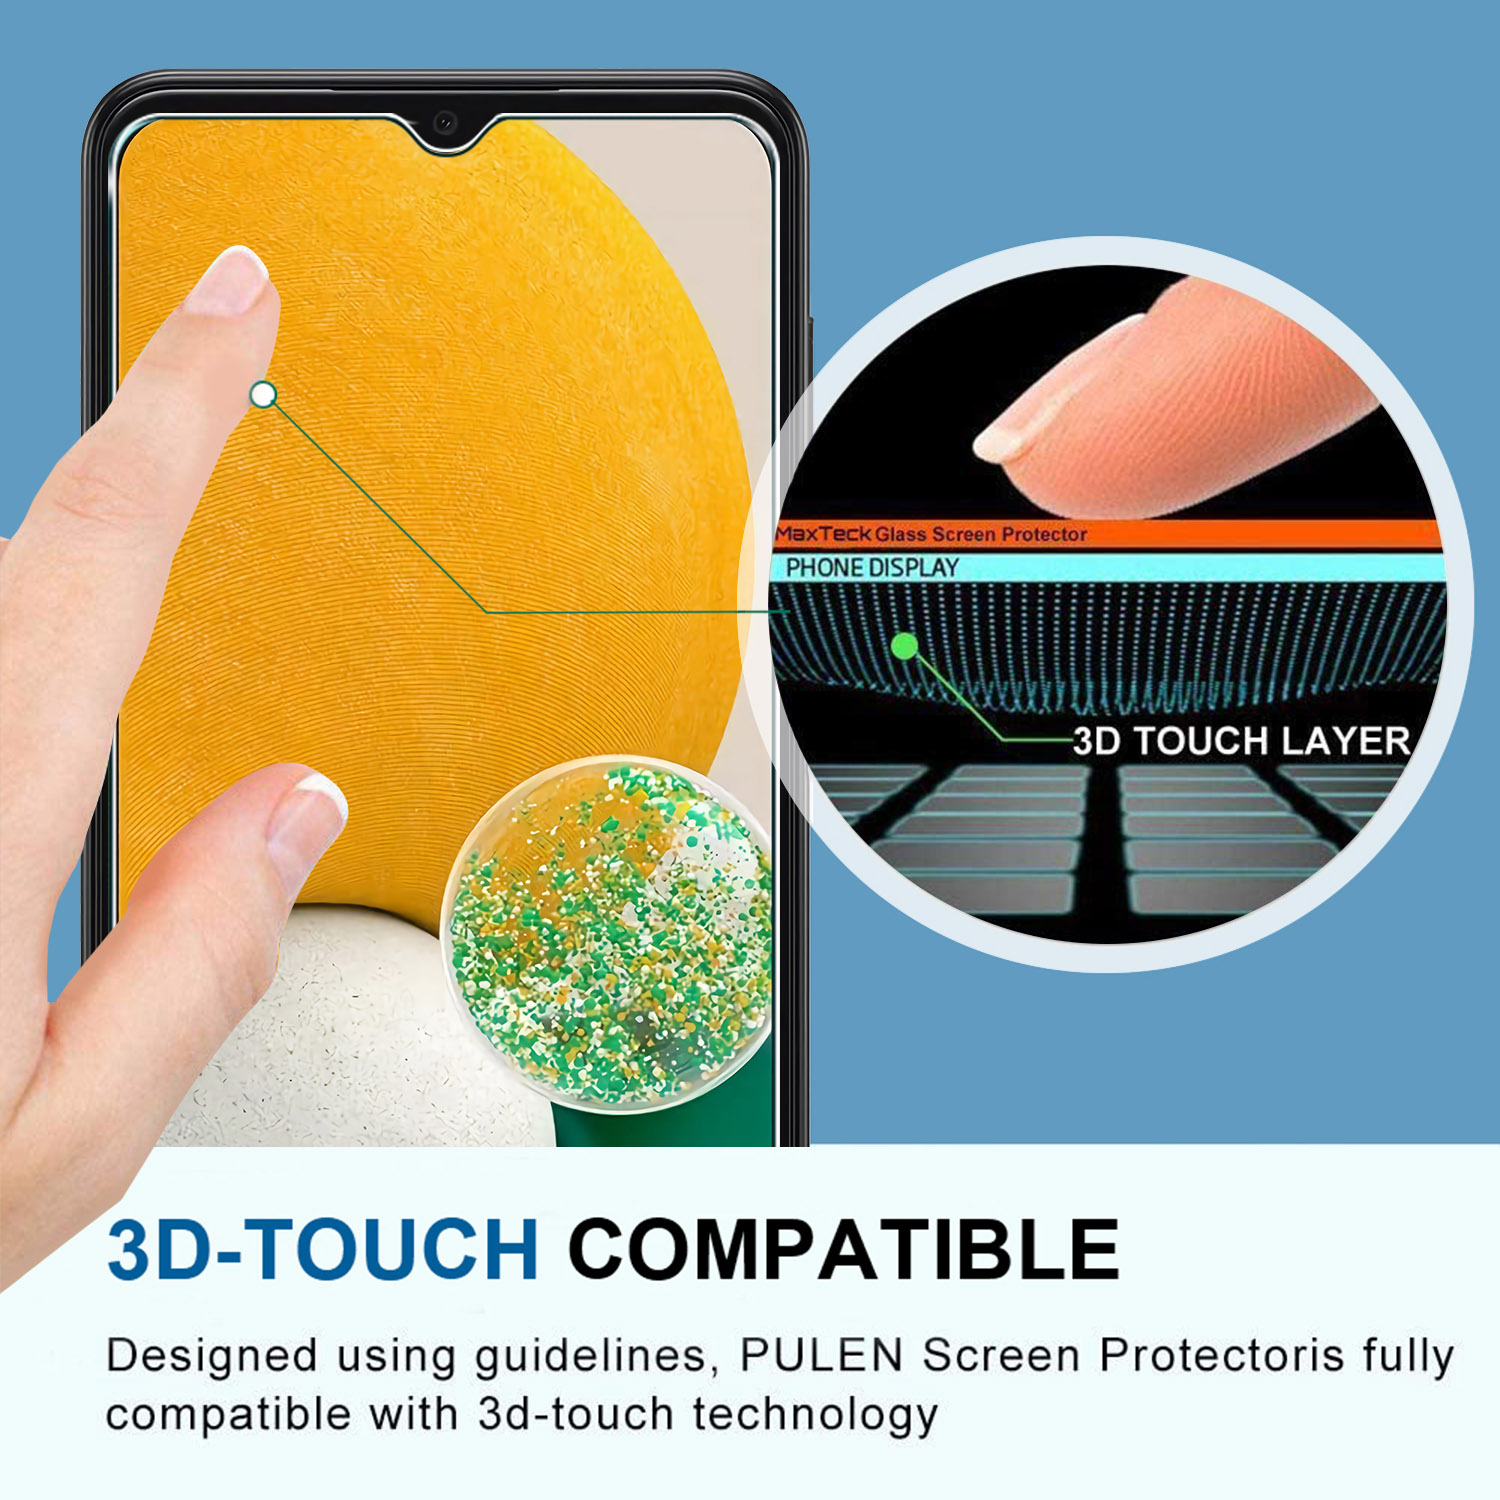 MaxTeck Glass Screen Protector
PHONE DISPLAY
3D TOUCH LAYER
3D-TOUCH COMPATIBLE
Designed using guidelines, PULEN Screen Protectoris fully
compatible with 3d-touch technology